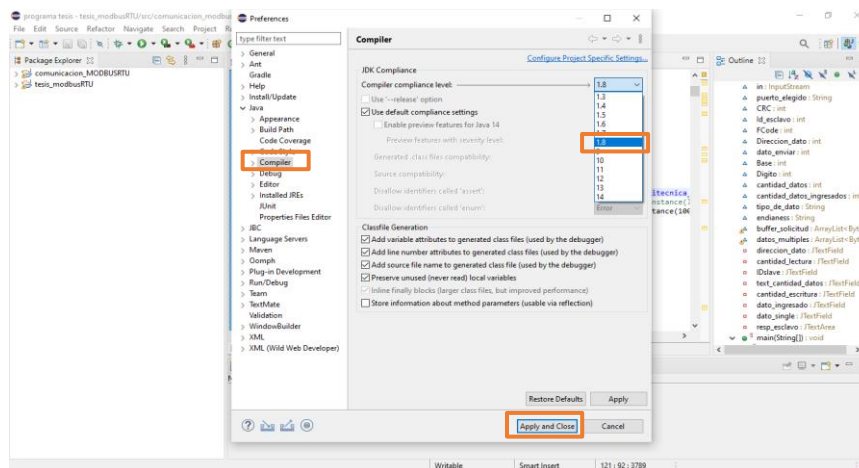 programa tesis - tesis_modbusRTU/src/comunicacion_modbu
File Edit Source Refactor Navigate Search Project R
Package Explorer
comunicacion_MODBUSRTU
tesis_modbusRTU
Preferences
type filter text
General
Ant
Gradle
Help
Install/Update
Java
Appearance
Build Path
Code Coverage
Code Style
Compiler
Debug
Editor
Installed JREs
JUnit
Properties Files Editor
JBC
Language Servers
Maven
Oomph
Plug-in Development
Run/Debug
Team
TextMate
Validation
WindowBuilder
XML
XML (Wild Web Developer)
Compiler
Configure Project Specific Settings...
JDK Compliance
Compiler compliance level: 1.8
Use '--release' option
Use default compliance settings
Enable preview features for Java 14
Preview features with severity level:
Generated .class files compatibility:
Source compatibility:
Disallow identifiers called 'assert':
Disallow identifiers called 'enum': Error
1.3
1.4
1.5
1.6
1.8
10
11
12
13
14
Classfile Generation
Add variable attributes to generated class files (used by the debugger)
Add line number attributes to generated class files (used by the debugger)
Add source file name to generated class file (used by the debugger)
Preserve unused (never read) local variables
Inline finally blocks (larger class files, but improved performance)
Store information about method parameters (usable via reflection)
Restore Defaults Apply
Apply and Close Cancel
itecnica_
nstance(1
tance(100
Outline
in : InputStream
puerto_elegido : String
CRC : int
Id_esclavo : int
FCode : int
Direccion_dato : int
dato_enviar : int
Base : int
Digito : int
cantidad_datos : int
cantidad_datos_ingresados : int
tipo_de_dato : String
endianess : String
buffer_solicitud : ArrayList<Byt
datos_multiples : ArrayList<Byt
direccion_dato : JTextField
cantidad_lectura : JTextField
IDslave : JTextField
text_cantidad_datos : JTextField
cantidad_escritura : JTextField
dato_ingresado : JTextField
dato_single : JTextField
resp_esclavo : JTextArea
main(String[]) : void
Writable Smart Insert 121 : 92 : 3789